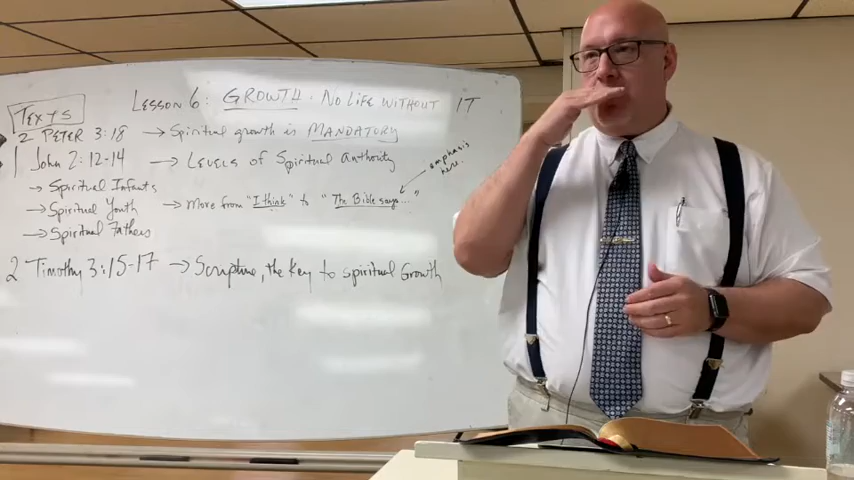 LESSON 6: GROWTH. NO LIFE WITHOUT IT
TEXTS
2 PETER 3:18 → Spiritual growth is MANDATORY
1 John 2:12-14 → LEVELS OF Spiritual Authority
→ Spiritual Infants
→ Spiritual Youth → Move from "I think" to "The Bible says..."
emphasis here.
→ Spiritual Fathers
2 Timothy 3:15-17 → Scripture, the Key to Spiritual Growth